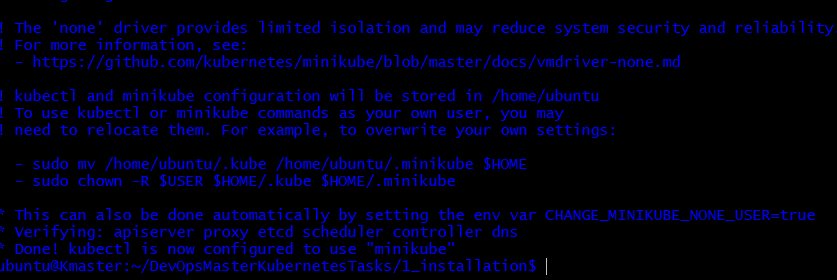 ! The 'none' driver provides limited isolation and may reduce system security and reliability
! For more information, see:
- https://github.com/kubernetes/minikube/blob/master/docs/vmdriver-none.md
! kubectl and minikube configuration will be stored in /home/ubuntu
! To use kubectl or minikube commands as your own user, you may
! need to relocate them. For example, to overwrite your own settings:
- sudo mv /home/ubuntu/.kube /home/ubuntu/.minikube $HOME
- sudo chown -R $USER $HOME/.kube $HOME/.minikube
* This can also be done automatically by setting the env var CHANGE_MINIKUBE_NONE_USER=true
* Verifying: apiserver proxy etcd scheduler controller dns
* Done! kubectl is now configured to use "minikube"
ubuntu@Kmaster:~/DevOpsMasterKubernetesTasks/1_installation$